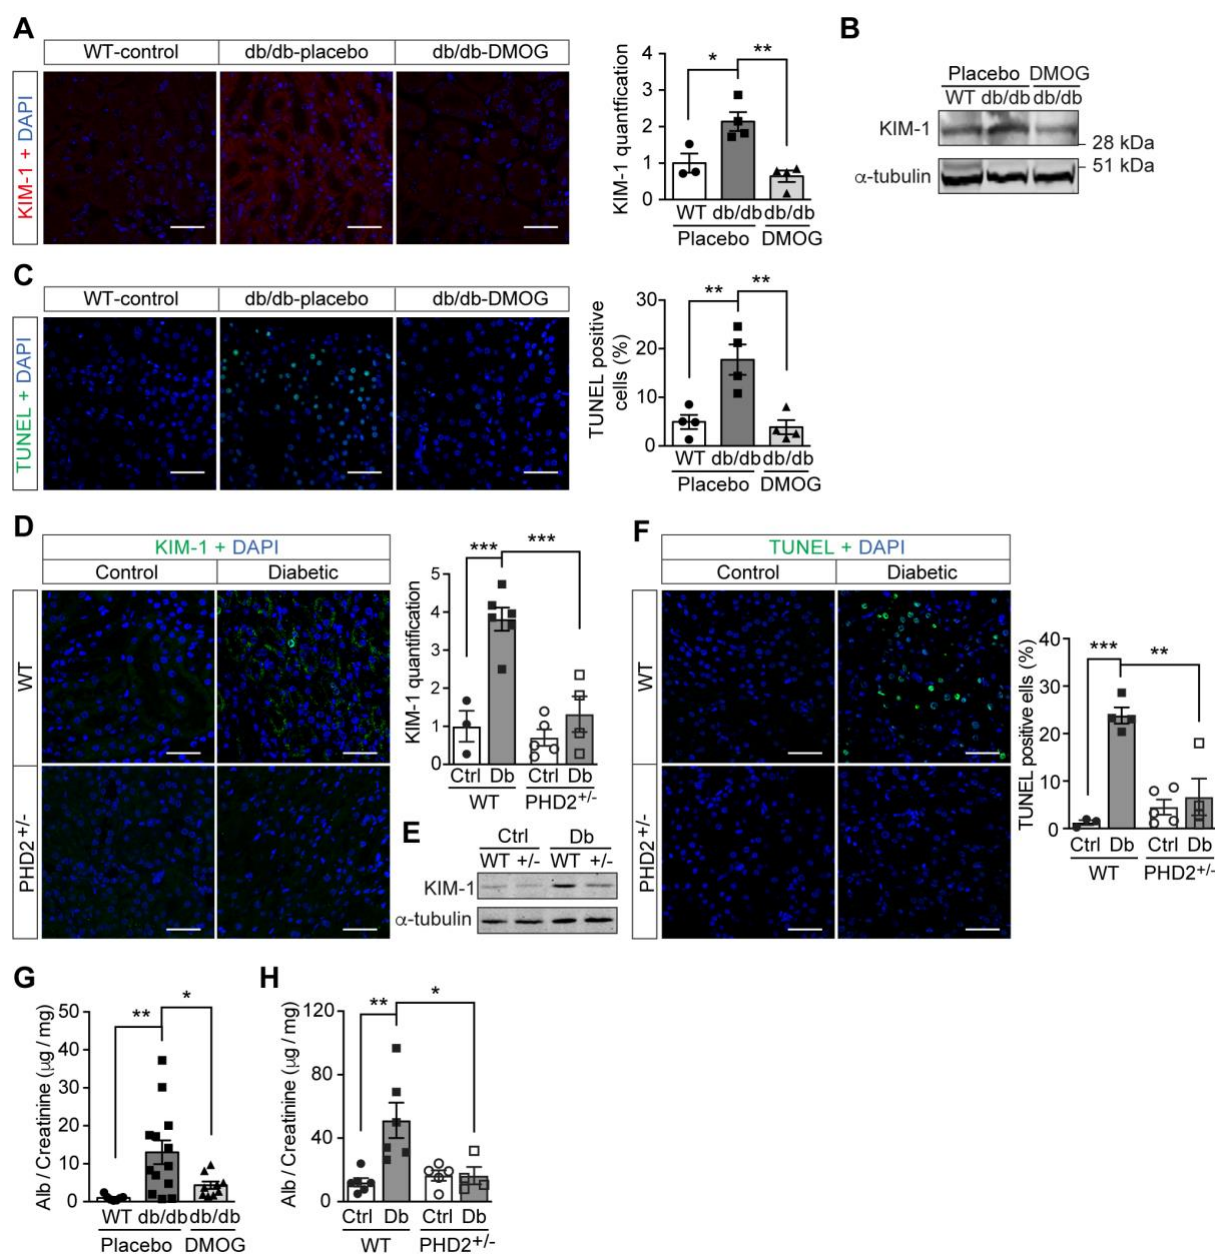 A
WT-control db/db-placebo db/db-DMOG
KIM-1 + DAPI
KIM-1 quantfication
4
3
2
1
0
* **
WT db/db db/db
Placebo DMOG
B
Placebo DMOG
WT db/db db/db
KIM-1
28 kDa
51 kDa
α-tubulin
C
WT-control db/db-placebo db/db-DMOG
TUNEL + DAPI
TUNEL positive
cells (%)
30
20
10
0
** **
WT db/db db/db
Placebo DMOG
D
KIM-1 + DAPI
Control Diabetic
WT
PHD2+/-
KIM-1 quantification
5
4
3
2
1
0
*** ***
Ctrl Db Ctrl Db
WT PHD2+/-
E
Ctrl Db
WT +/- WT +/-
KIM-1
α-tubulin
F
TUNEL + DAPI
Control Diabetic
WT
PHD2+/-
TUNEL positive ells (%)
40
30
20
10
0
*** **
Ctrl Db Ctrl Db
WT PHD2+/-
G
Alb / Creatinine (µg / mg)
50
40
30
20
10
0
** *
WT db/db db/db
Placebo DMOG
H
Alb / Creatinine (µg / mg)
120
80
40
0
** *
Ctrl Db Ctrl Db
WT PHD2+/-